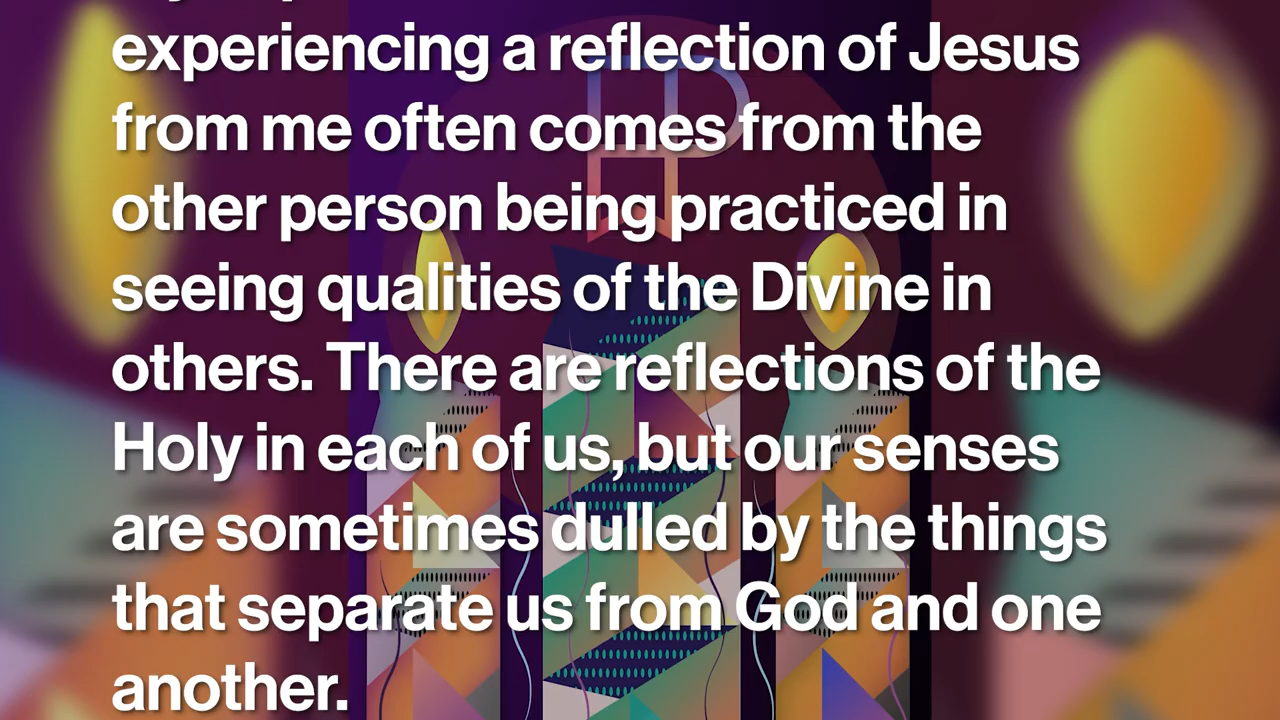 experiencing a reflection of Jesus
from me often comes from the
other person being practiced in
seeing qualities of the Divine in
others. There are reflections of the
Holy in each of us, but our senses
are sometimes dulled by the things
that separate us from God and one
another.